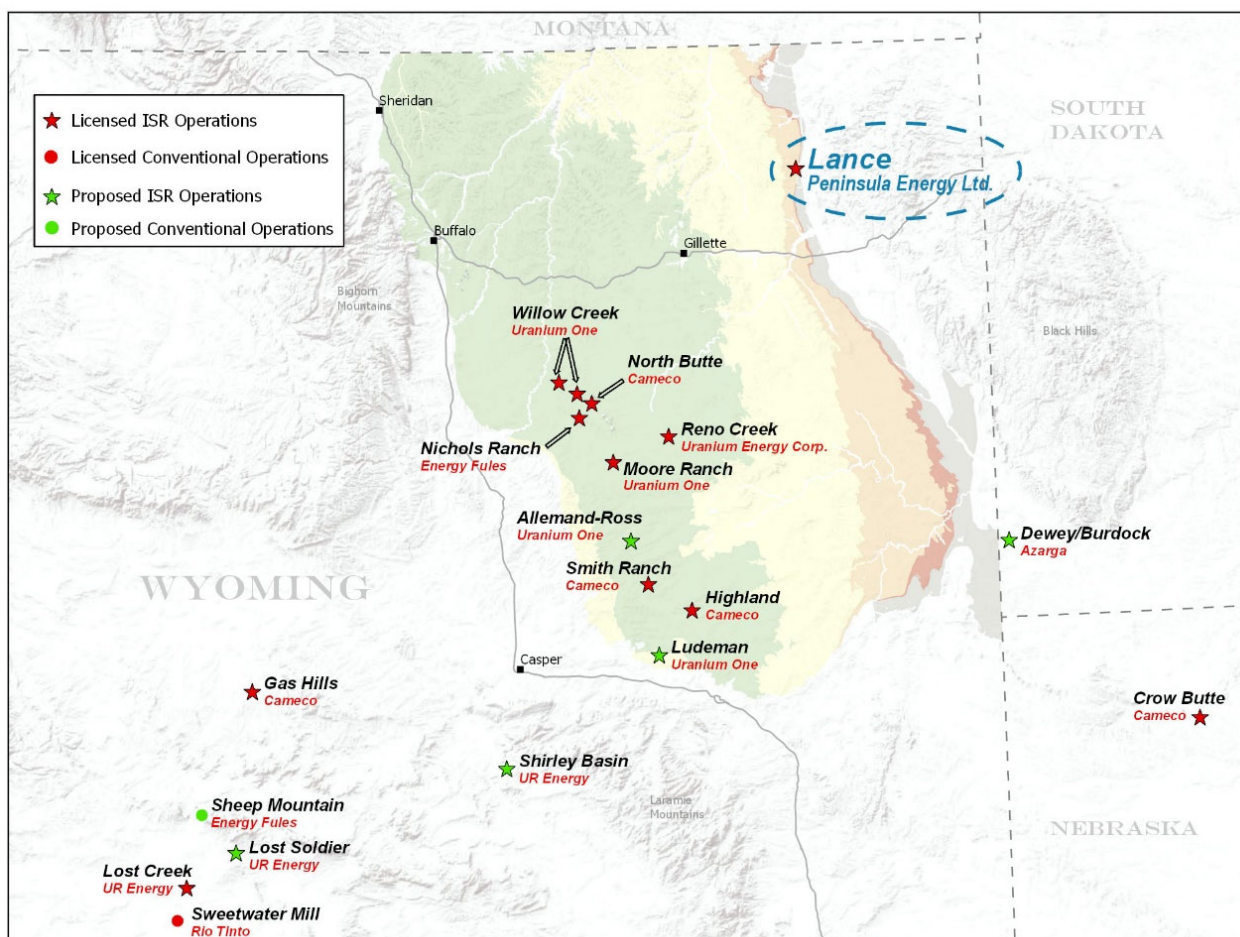 MONTANA
Sheridan
Licensed ISR Operations
Licensed Conventional Operations
Proposed ISR Operations
Proposed Conventional Operations
SOUTH
DAKOTA
Lance
Peninsula Energy Ltd.
Buffalo
Gillette
Bighorn
Mountains
Black Hills
Willow Creek
Uranium One
North Butte
Cameco
Nichols Ranch
Energy Fules
Reno Creek
Uranium Energy Corp.
Moore Ranch
Uranium One
Allemand-Ross
Uranium One
Dewey/Burdock
Azarga
WYOMING
Smith Ranch
Cameco
Highland
Cameco
Ludeman
Uranium One
Casper
Gas Hills
Cameco
Crow Butte
Cameco
Shirley Basin
UR Energy
Laramie
Mountains
Sheep Mountain
Energy Fules
NEBRASKA
Lost Soldier
UR Energy
Lost Creek
UR Energy
Sweetwater Mill
Rio Tinto